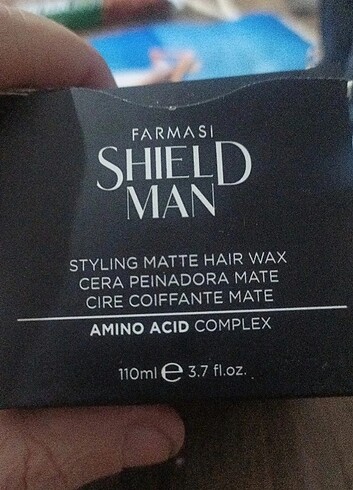 FARMASI
SHIELD
MAN
STYLING MATTE HAIR WAX
CERA PEINADORA MATE
CIRE COIFFANTE MATE
AMINO ACID COMPLEX
110ml ℮ 3.7 fl.oz.